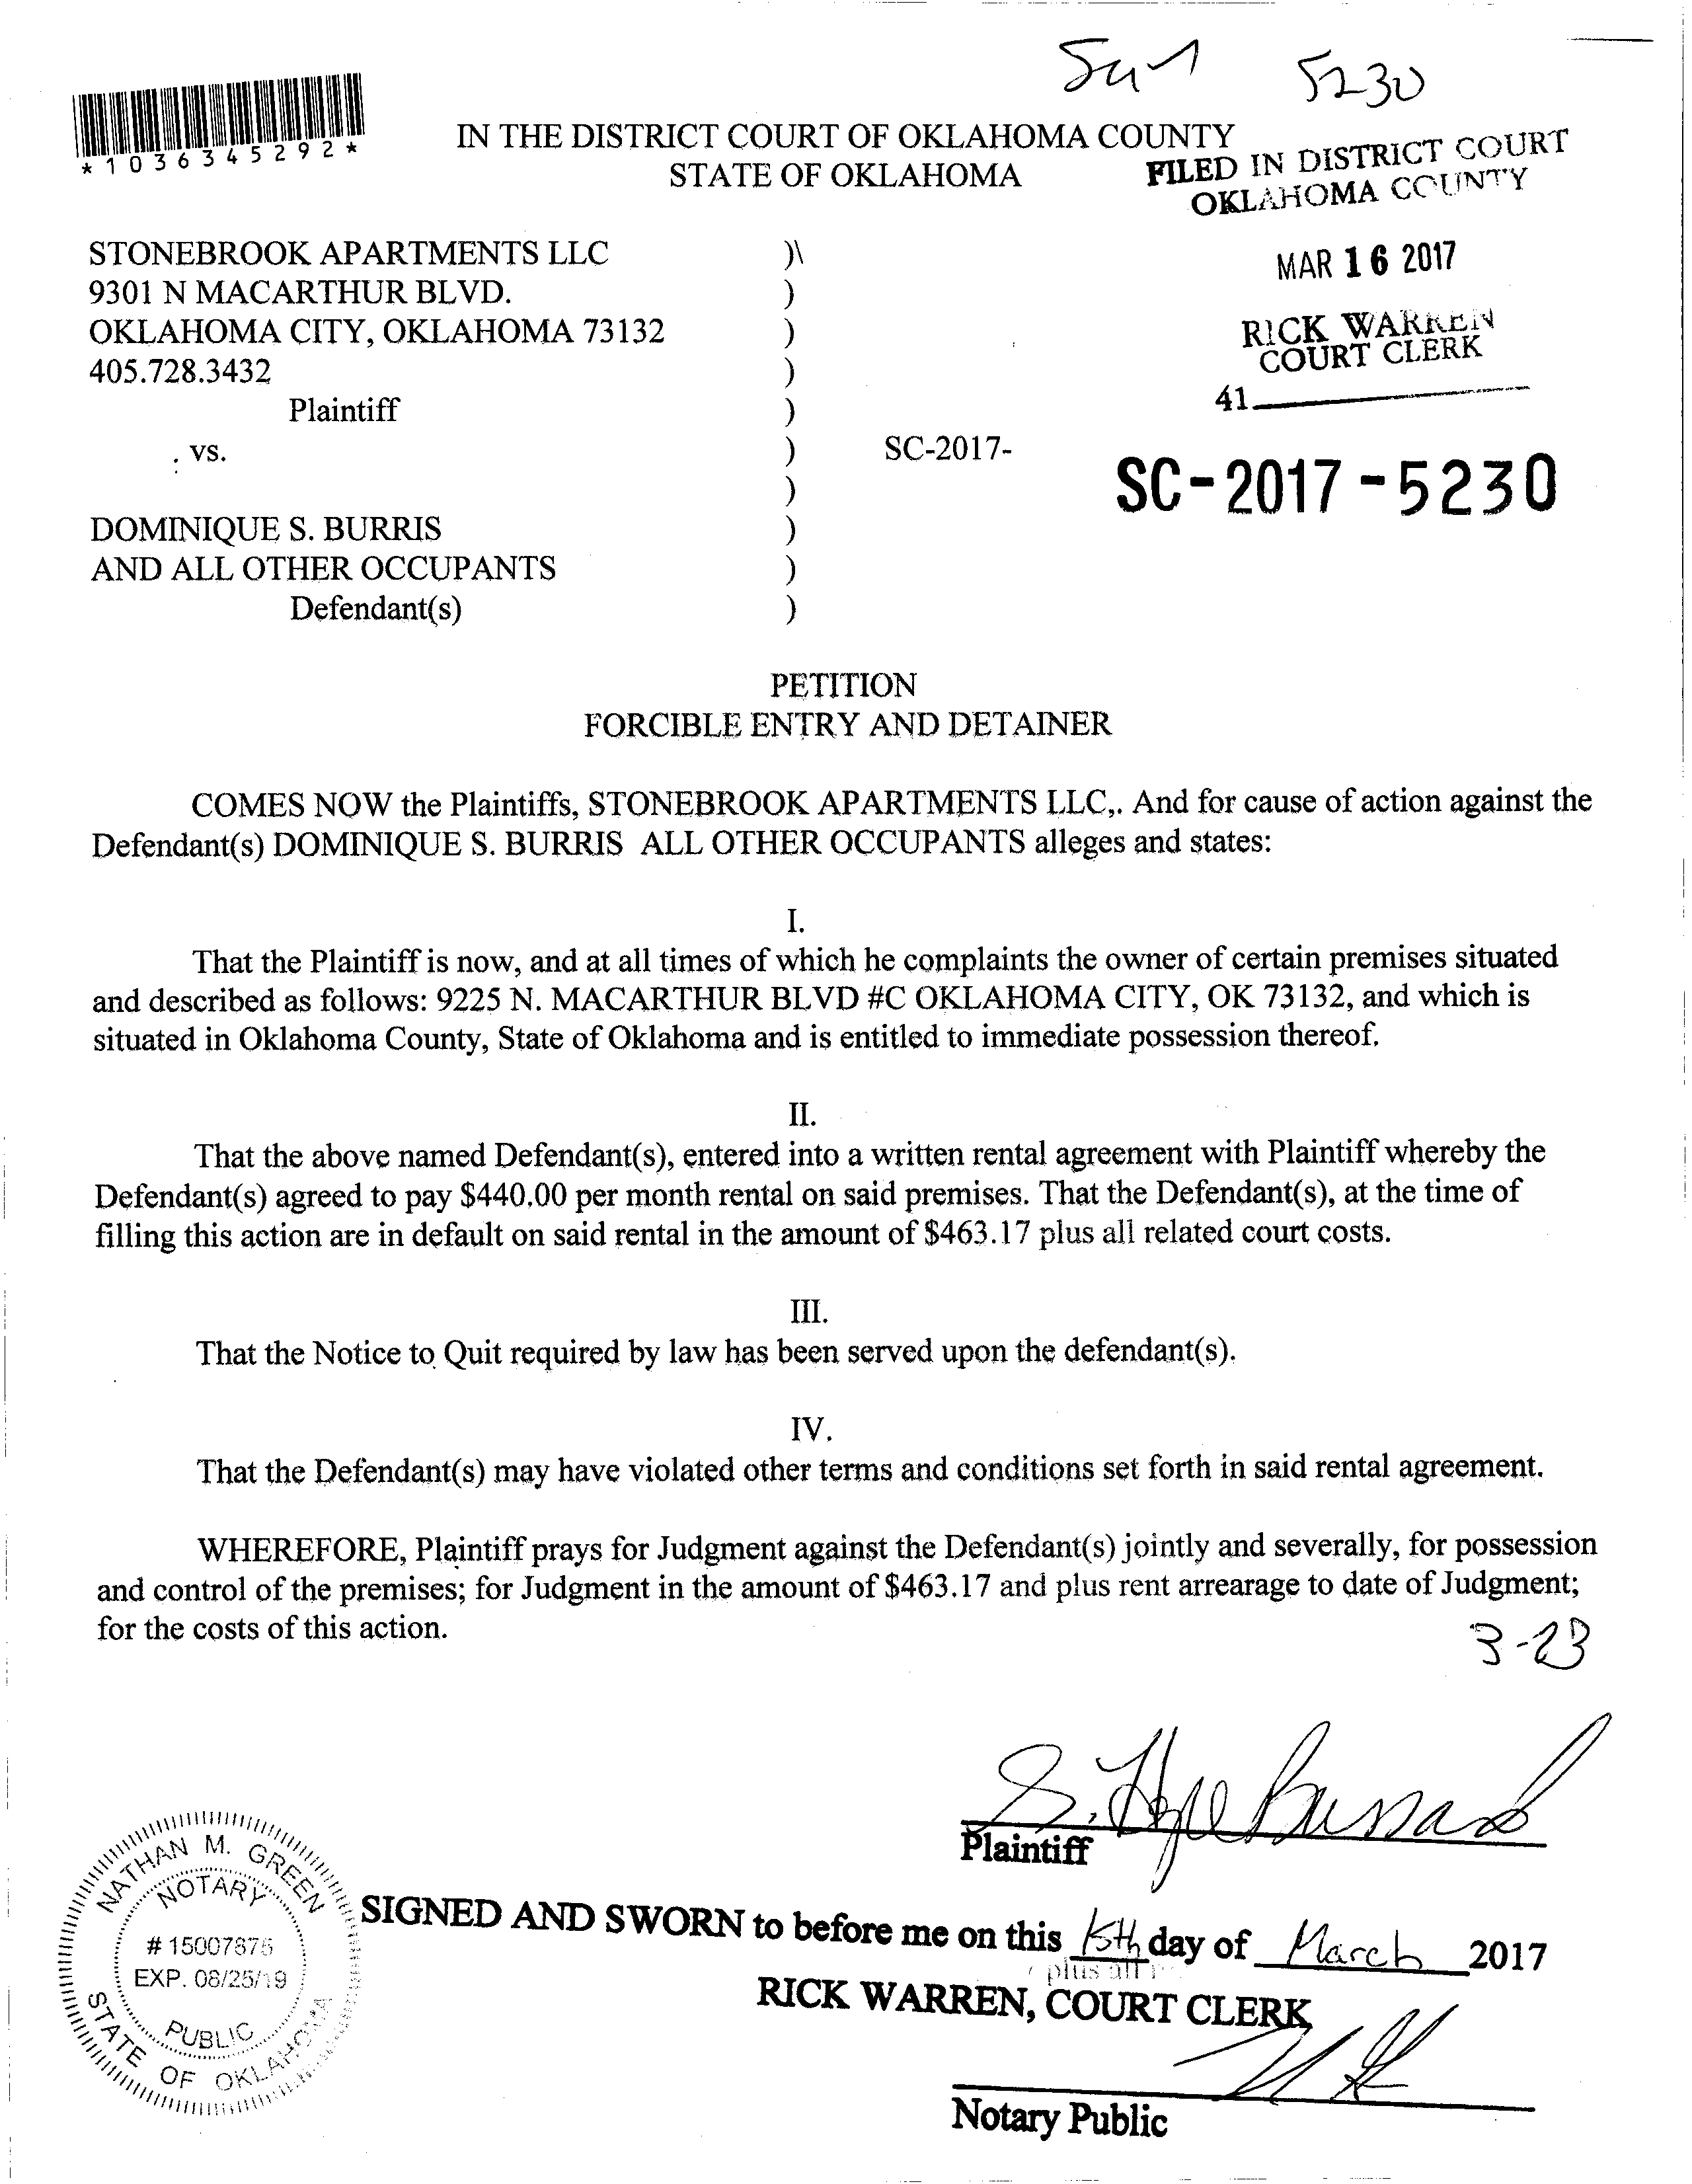 5230
*1036345292*
IN THE DISTRICT COURT OF OKLAHOMA COUNTY
STATE OF OKLAHOMA
FILED IN DISTRICT COURT
OKLAHOMA COUNTY
MAR 16 2017
RICK WARREN
COURT CLERK
41
STONEBROOK APARTMENTS LLC )\
9301 N MACARTHUR BLVD. )
OKLAHOMA CITY, OKLAHOMA 73132 )
405.728.3432 )
Plaintiff )
vs. ) SC-2017-
SC-2017-5230
)
DOMINIQUE S. BURRIS )
AND ALL OTHER OCCUPANTS )
Defendant(s) )
PETITION
FORCIBLE ENTRY AND DETAINER
COMES NOW the Plaintiffs, STONEBROOK APARTMENTS LLC,. And for cause of action against the
Defendant(s) DOMINIQUE S. BURRIS ALL OTHER OCCUPANTS alleges and states:
I.
That the Plaintiff is now, and at all times of which he complaints the owner of certain premises situated
and described as follows: 9225 N. MACARTHUR BLVD #C OKLAHOMA CITY, OK 73132, and which is
situated in Oklahoma County, State of Oklahoma and is entitled to immediate possession thereof.
II.
That the above named Defendant(s), entered into a written rental agreement with Plaintiff whereby the
Defendant(s) agreed to pay $440.00 per month rental on said premises. That the Defendant(s), at the time of
filling this action are in default on said rental in the amount of $463.17 plus all related court costs.
III.
That the Notice to Quit required by law has been served upon the defendant(s).
IV.
That the Defendant(s) may have violated other terms and conditions set forth in said rental agreement.
WHEREFORE, Plaintiff prays for Judgment against the Defendant(s) jointly and severally, for possession
and control of the premises; for Judgment in the amount of $463.17 and plus rent arrearage to date of Judgment;
for the costs of this action.
3-23
Plaintiff
NATHAN M. GREEN
NOTARY
# 15007875
EXP. 08/25/19
PUBLIC
STATE OF OKLAHOMA
SIGNED AND SWORN to before me on this 15th day of March 2017
plus all
RICK WARREN, COURT CLERK
Notary Public